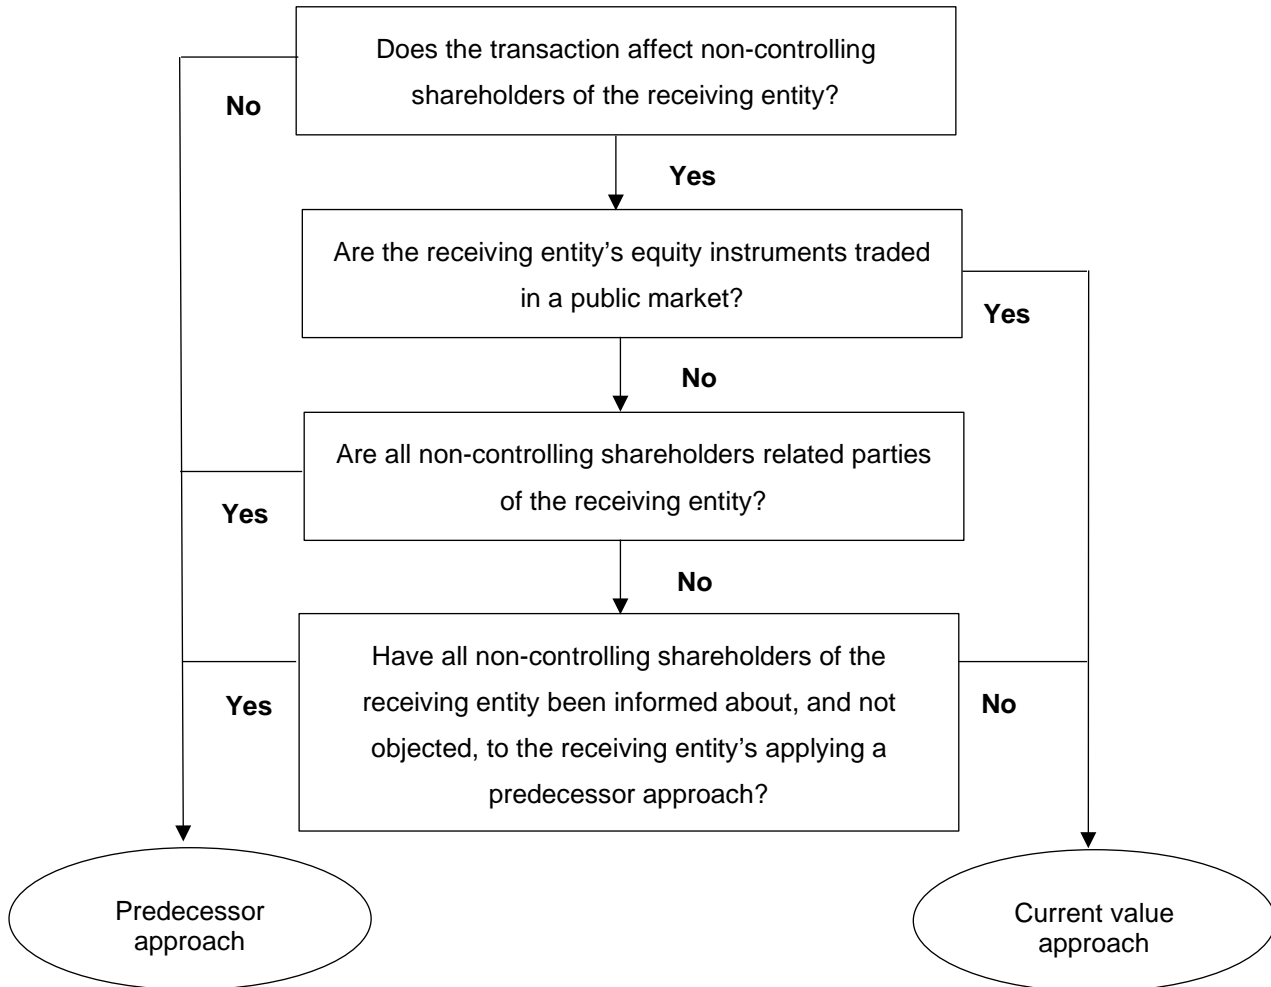 Does the transaction affect non-controlling
shareholders of the receiving entity?
No
Yes
Are the receiving entity’s equity instruments traded
in a public market?
Yes
No
Are all non-controlling shareholders related parties
of the receiving entity?
Yes
No
Have all non-controlling shareholders of the
receiving entity been informed about, and not
objected, to the receiving entity’s applying a
predecessor approach?
Yes
No
Predecessor
approach
Current value
approach